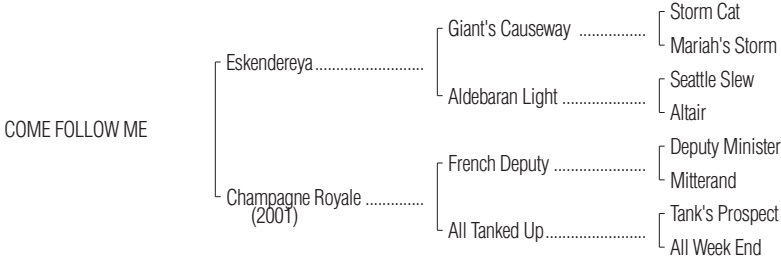 Storm Cat
Giant's Causeway ................
Mariah's Storm
Eskendereya..........................
Seattle Slew
Aldebaran Light ....................
Altair
COME FOLLOW ME
Deputy Minister
French Deputy ......................
Mitterand
Champagne Royale ..............
(2001)
Tank's Prospect
All Tanked Up........................
All Week End